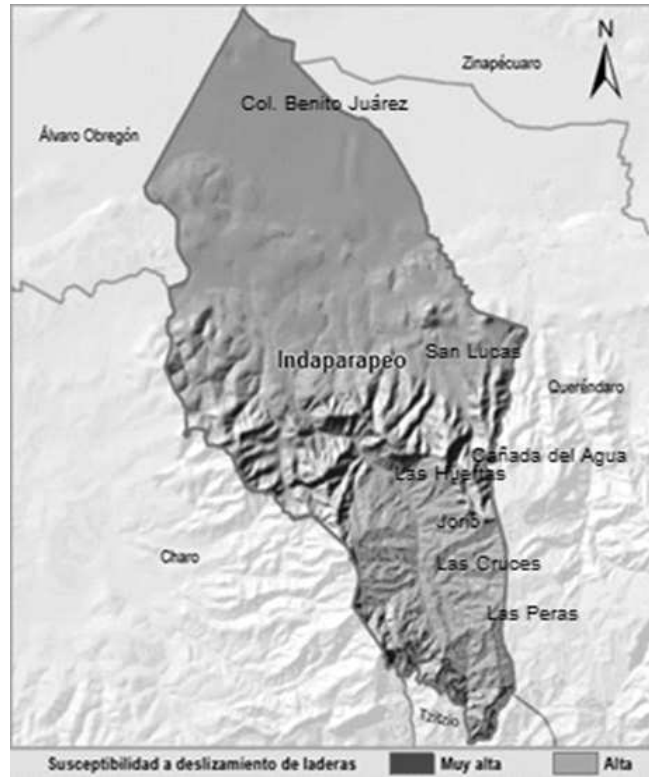 N
Zinapécuaro
Col. Benito Juárez
Álvaro Obregón
San Lucas
Indaparapeo
Queréndaro
Cañada del Agua
Las Huertas
Jorio
Charo
Las Cruces
Las Peras
Tzitzio
Susceptibilidad a deslizamiento de laderas Muy alta Alta